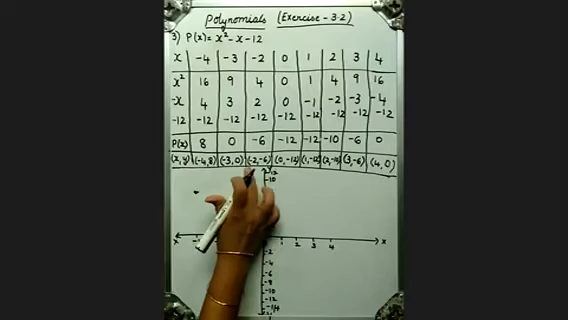 Polynomials (Exercise - 3.2)
3) P(x) = x² - x - 12
x -4 -3 -2 0 1 2 3 4
x² 16 9 4 0 1 4 9 16
-x 4 3 2 0 -1 -2 -3 -4
-12 -12 -12 -12 -12 -12 -12 -12 -12
P(x) 8 0 -6 -12 -12 -10 -6 0
(x,y) (-4,8) (-3,0) (-2,-6) (0,-12) (1,-12) (2,-10) (3,-6) (4,0)
12
10
x 1 2 3 4 x
-2
-4
-6
-8
-10
-12
-14